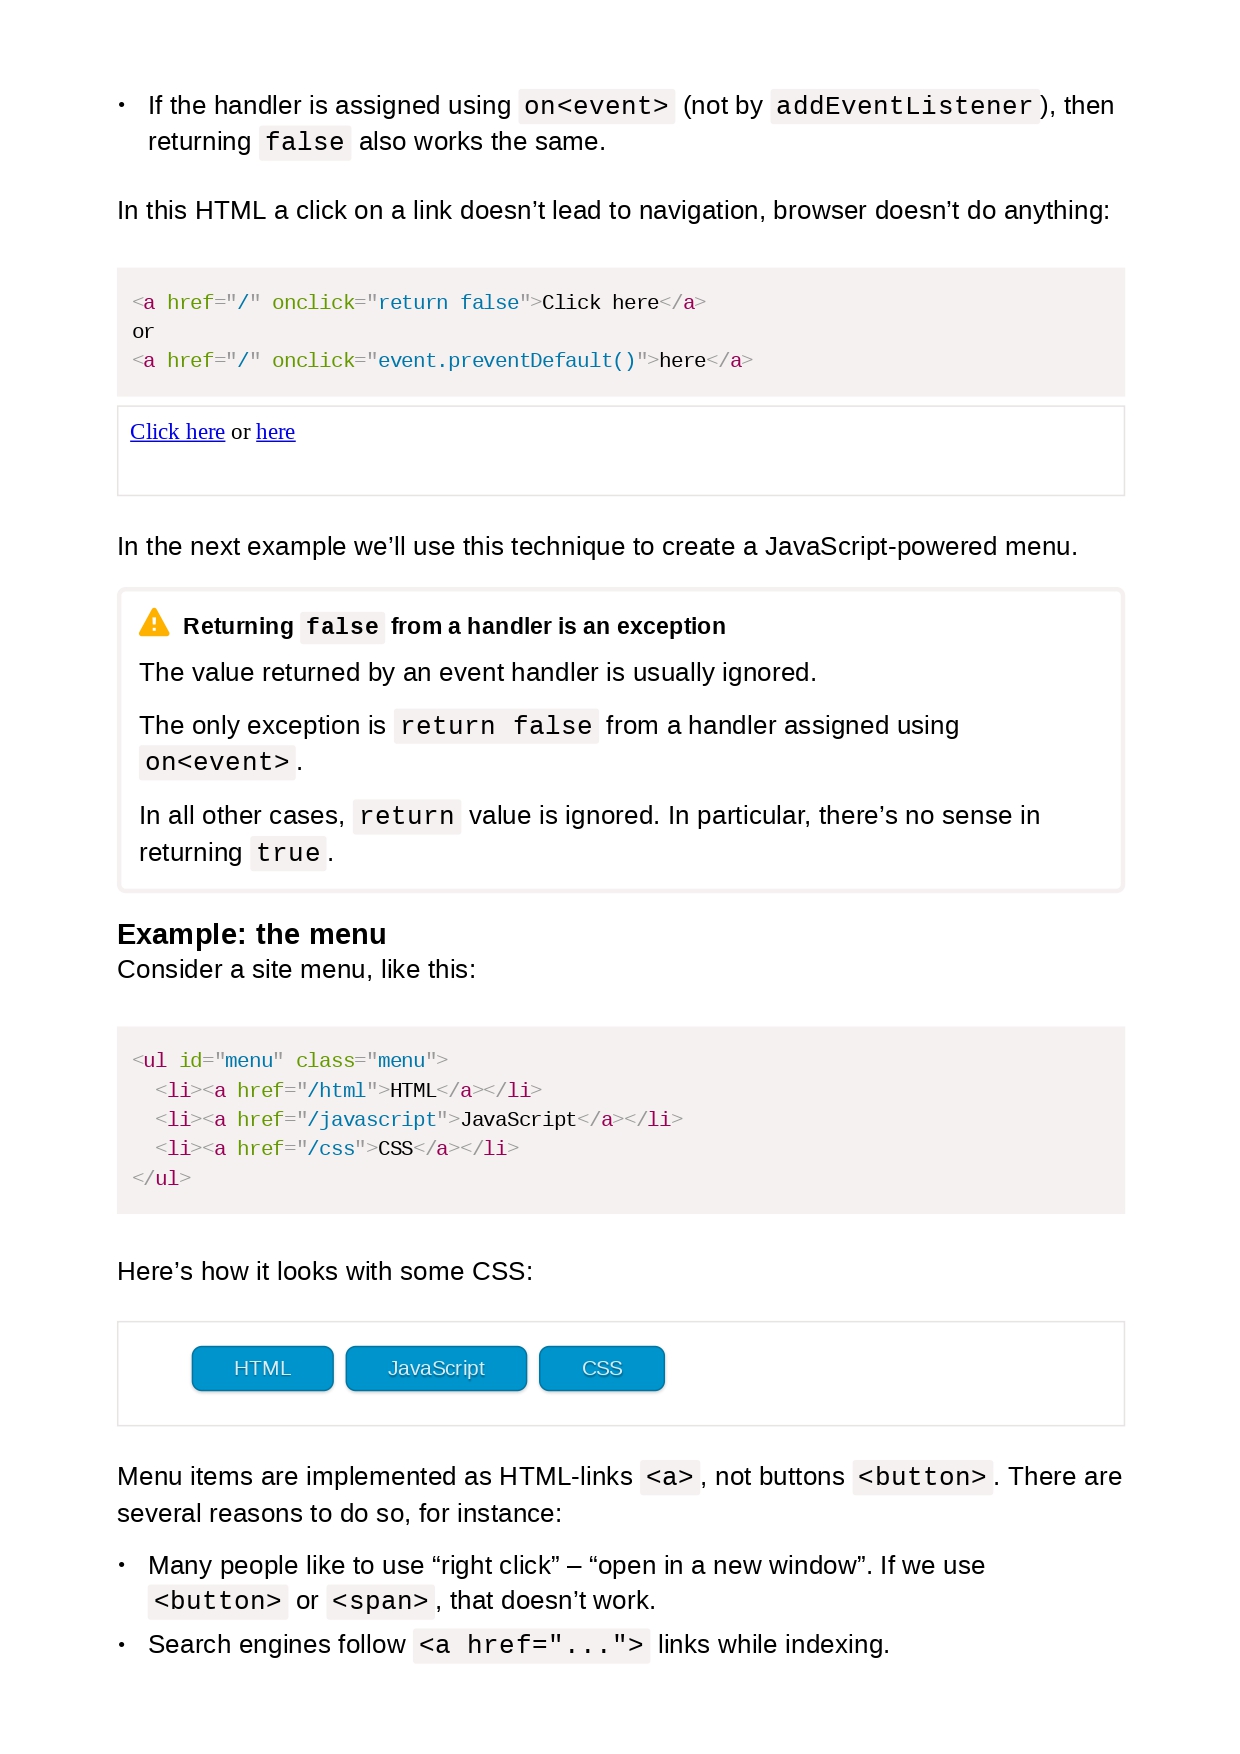 • If the handler is assigned using on<event> (not by addEventListener), then
returning false also works the same.
In this HTML a click on a link doesn’t lead to navigation, browser doesn’t do anything:
<a href="/" onclick="return false">Click here</a>
or
<a href="/" onclick="event.preventDefault()">here</a>
Click here or here
In the next example we’ll use this technique to create a JavaScript-powered menu.
Returning false from a handler is an exception
The value returned by an event handler is usually ignored.
The only exception is return false from a handler assigned using
on<event>.
In all other cases, return value is ignored. In particular, there’s no sense in
returning true.
Example: the menu
Consider a site menu, like this:
<ul id="menu" class="menu">
  <li><a href="/html">HTML</a></li>
  <li><a href="/javascript">JavaScript</a></li>
  <li><a href="/css">CSS</a></li>
</ul>
Here’s how it looks with some CSS:
HTML JavaScript CSS
Menu items are implemented as HTML-links <a>, not buttons <button>. There are
several reasons to do so, for instance:
• Many people like to use “right click” – “open in a new window”. If we use
<button> or <span>, that doesn’t work.
• Search engines follow <a href="..."> links while indexing.